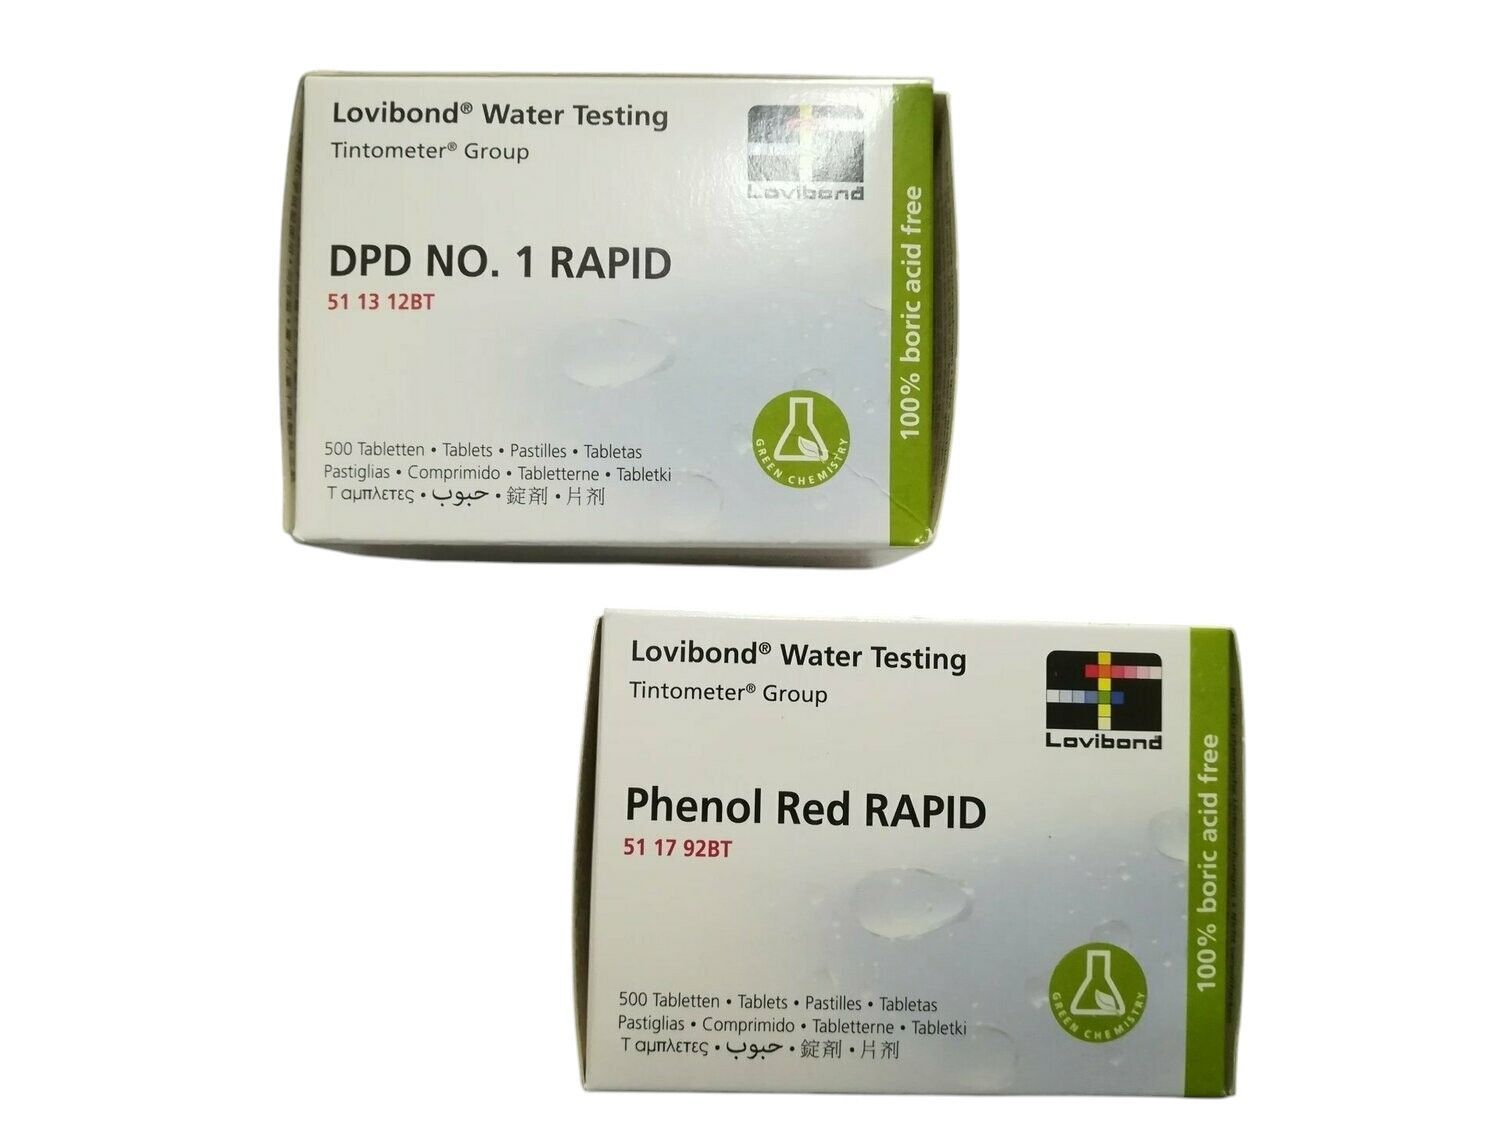 Lovibond® Water Testing
Tintometer® Group
Lovibond
DPD NO. 1 RAPID
51 13 12BT
100% boric acid free
GREEN CHEMISTRY
500 Tabletten • Tablets • Pastilles • Tabletas
Pastiglias • Comprimido • Tabletterne • Tabletki
Ταμπλετες • حبوب • 錠剤 • 片剂
Lovibond® Water Testing
Tintometer® Group
Lovibond
Phenol Red RAPID
51 17 92BT
100% boric acid free
GREEN CHEMISTRY
500 Tabletten • Tablets • Pastilles • Tabletas
Pastiglias • Comprimido • Tabletterne • Tabletki
Ταμπλετες • حبوب • 錠剤 • 片剂